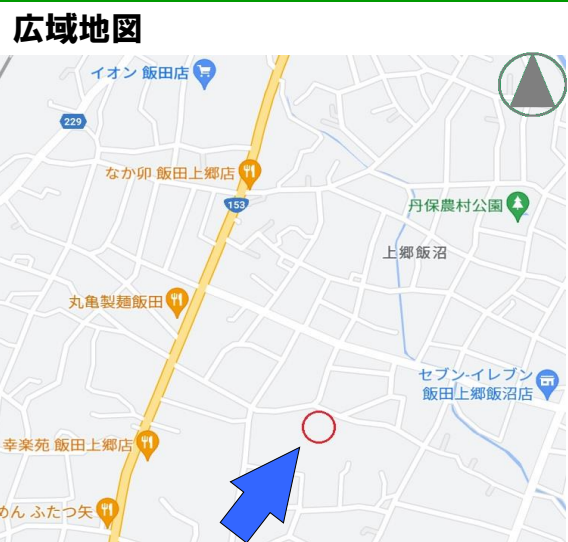 広域地図
イオン 飯田店
229
なか卯 飯田上郷店
153
丹保農村公園
上郷飯沼
丸亀製麺飯田
セブン-イレブン
飯田上郷飯沼店
幸楽苑 飯田上郷店
めん ふたつ矢